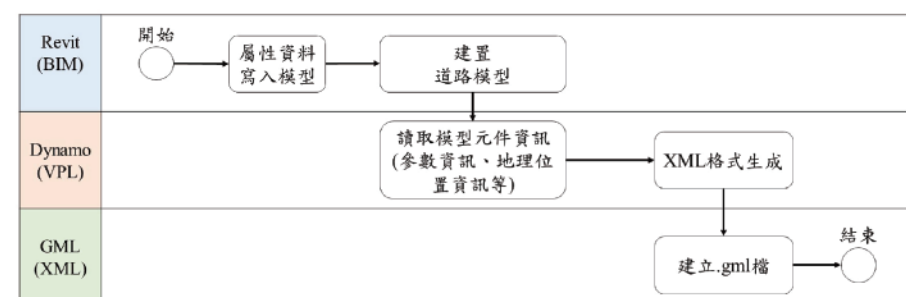 Revit
(BIM)
開始
屬性資料
寫入模型
建置
道路模型
Dynamo
(VPL)
讀取模型元件資訊
(參數資訊、地理位
置資訊等)
XML格式生成
GML
(XML)
建立.gml檔
結束